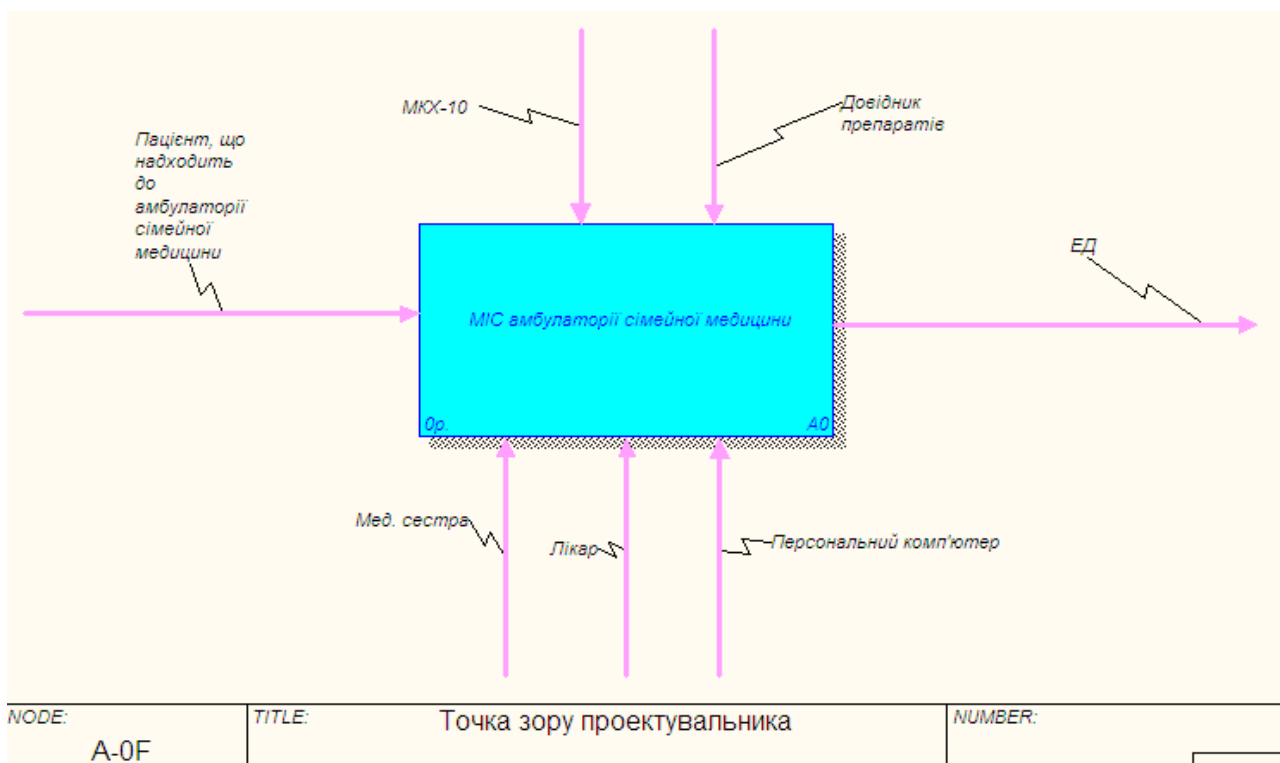 МКХ-10
Довідник
препаратів
Пацієнт, що
надходить
до
амбулаторії
сімейної
медицини
ЕД
МІС амбулаторії сімейної медицини
0р.
A0
Мед. сестра
Лікар
Персональний комп'ютер
NODE:
TITLE:
Точка зору проектувальника
NUMBER:
A-0F